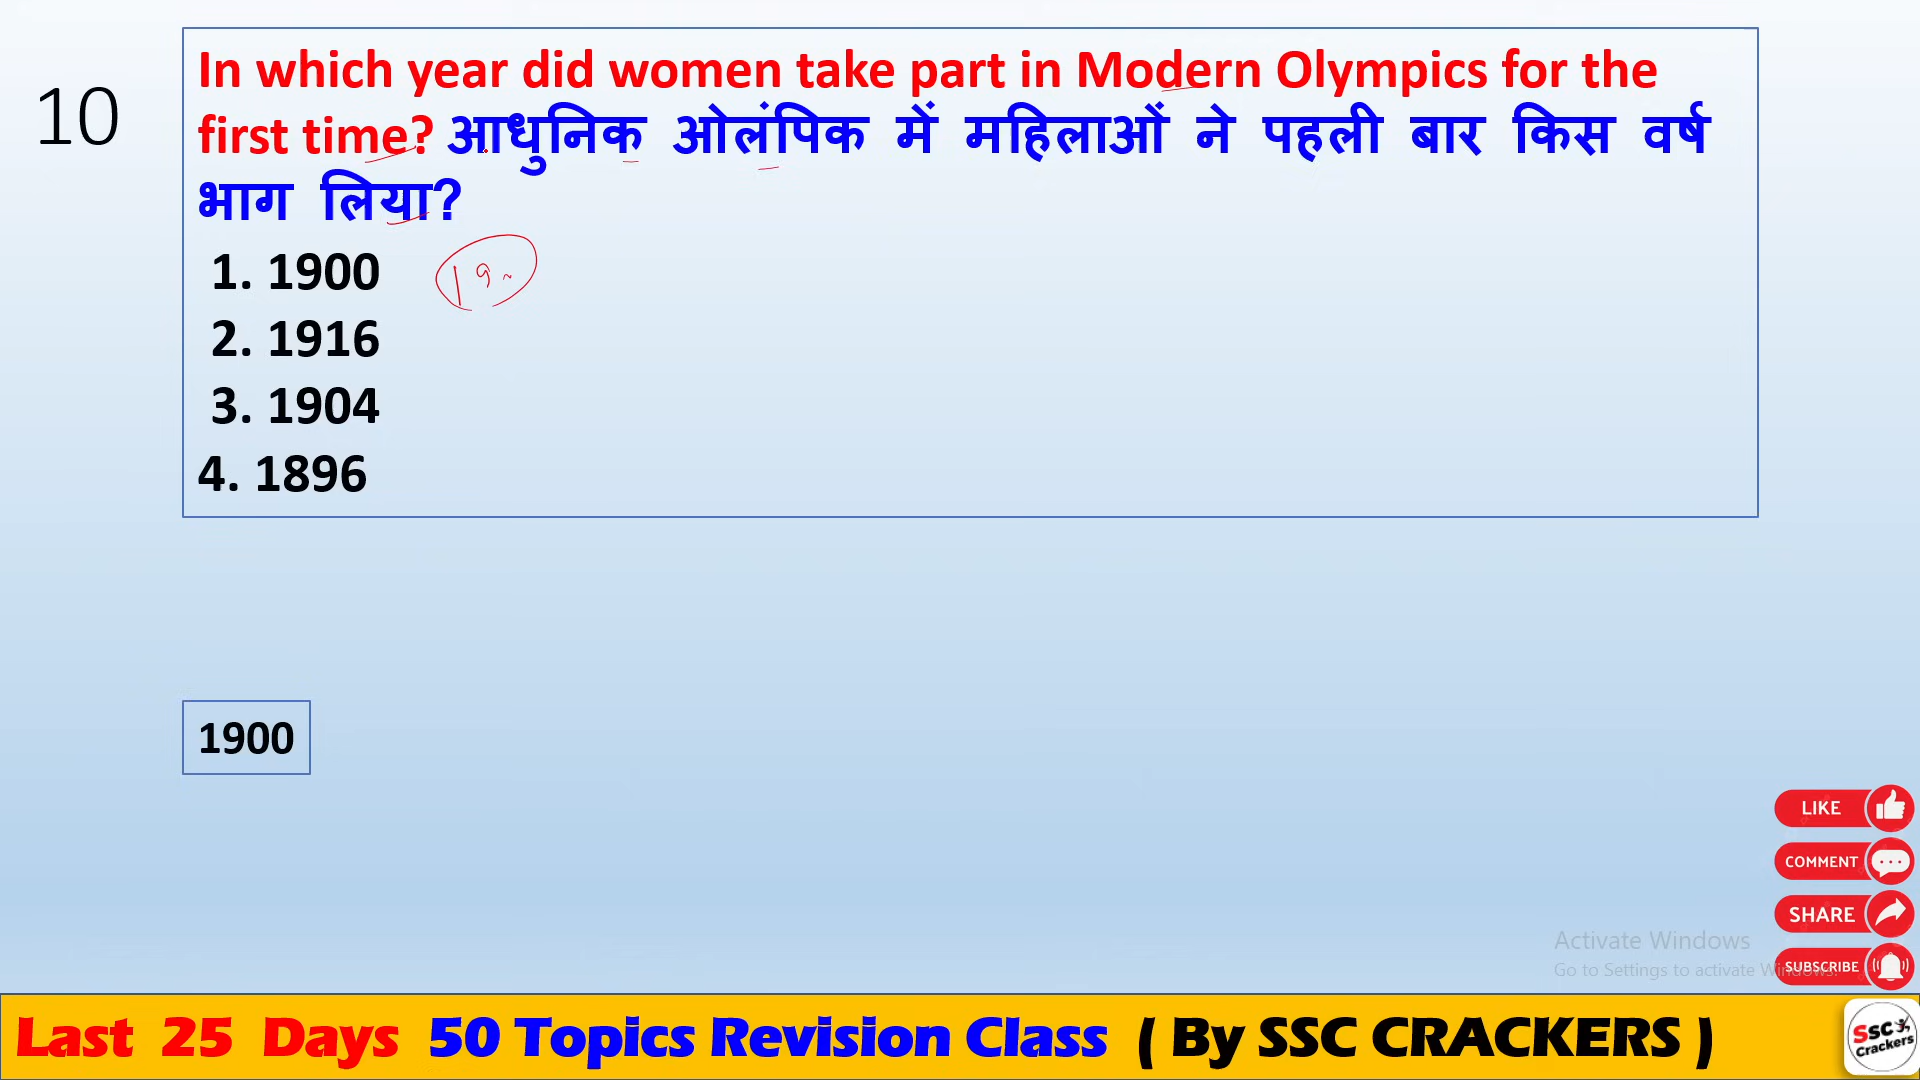 10
In which year did women take part in Modern Olympics for the
first time? आधुनिक ओलंपिक में महिलाओं ने पहली बार किस वर्ष
भाग लिया?
1. 1900
2. 1916
3. 1904
4. 1896
1900
LIKE
COMMENT
SHARE
SUBSCRIBE
Activate Windows
Go to Settings to activate Windows.
Last 25 Days 50 Topics Revision Class ( By SSC CRACKERS )
SSC
Crackers